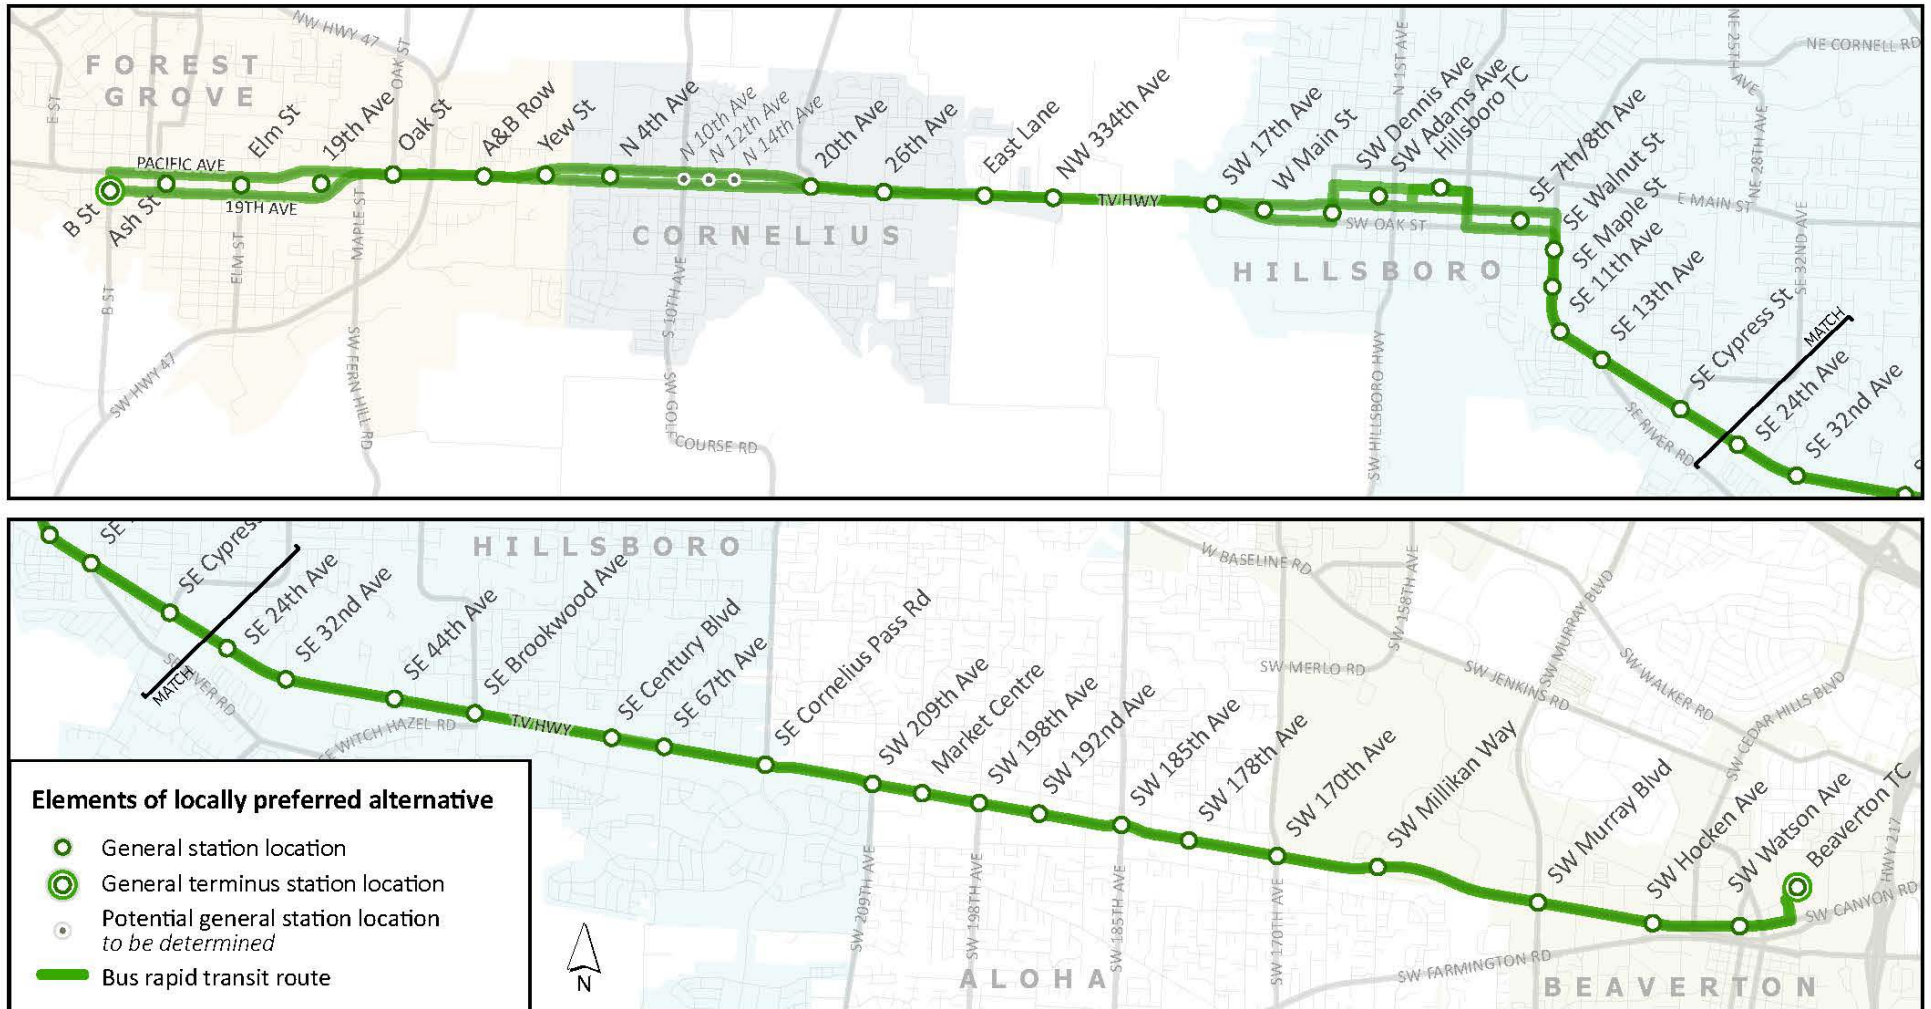 NW HWY 47
FOREST
GROVE
E ST
OAK ST
Elm St
19th Ave
Oak St
A&B Row
Yew St
N 4th Ave
N 10th Ave
N 12th Ave
N 14th Ave
20th Ave
26th Ave
East Lane
NW 334th Ave
SW 17th Ave
W Main St
N 1ST AVE
SW Dennis Ave
SW Adams Ave
Hillsboro TC
SE 7th/8th Ave
SE Walnut St
SE Maple St
SE 11th Ave
SE 13th Ave
SE Cypress St
SE 24th Ave
SE 32nd Ave
NE 25TH AVE
NE CORNELL RD
NE 28TH AVE
E MAIN ST
SE 32ND AVE
PACIFIC AVE
B St
Ash St
19TH AVE
TV HWY
SW OAK ST
CORNELIUS
HILLSBORO
B ST
ELM ST
MAPLE ST
SW FERN HILL RD
SW HWY 47
S 10TH AVE
SW GOLF
COURSE RD
SW HILLSBORO HWY
SE RIVER RD
MATCH
SE
SE Cypress
SE 24th Ave
SE 32nd Ave
SE 44th Ave
SE Brookwood Ave
SE Century Blvd
SE 67th Ave
SE Cornelius Pass Rd
SW 209th Ave
Market Centre
SW 198th Ave
SW 192nd Ave
SW 185th Ave
SW 178th Ave
SW 170th Ave
SW Millikan Way
SW Murray Blvd
SW Hocken Ave
SW Watson Ave
Beaverton TC
HILLSBORO
W BASELINE RD
SW 158TH AVE
SW MERLO RD
SW JENKINS RD
SW MURRAY BLVD
SW WALKER RD
SW CEDAR HILLS BLVD
HWY 217
SW CANYON RD
MATCH
RIVER RD
WITCH HAZEL RD
TV HWY
SW 209TH AVE
SW 198TH AVE
SW 185TH AVE
SW 170TH AVE
SW FARMINGTON RD
ALOHA
BEAVERTON
Elements of locally preferred alternative
General station location
General terminus station location
Potential general station location
to be determined
Bus rapid transit route
N